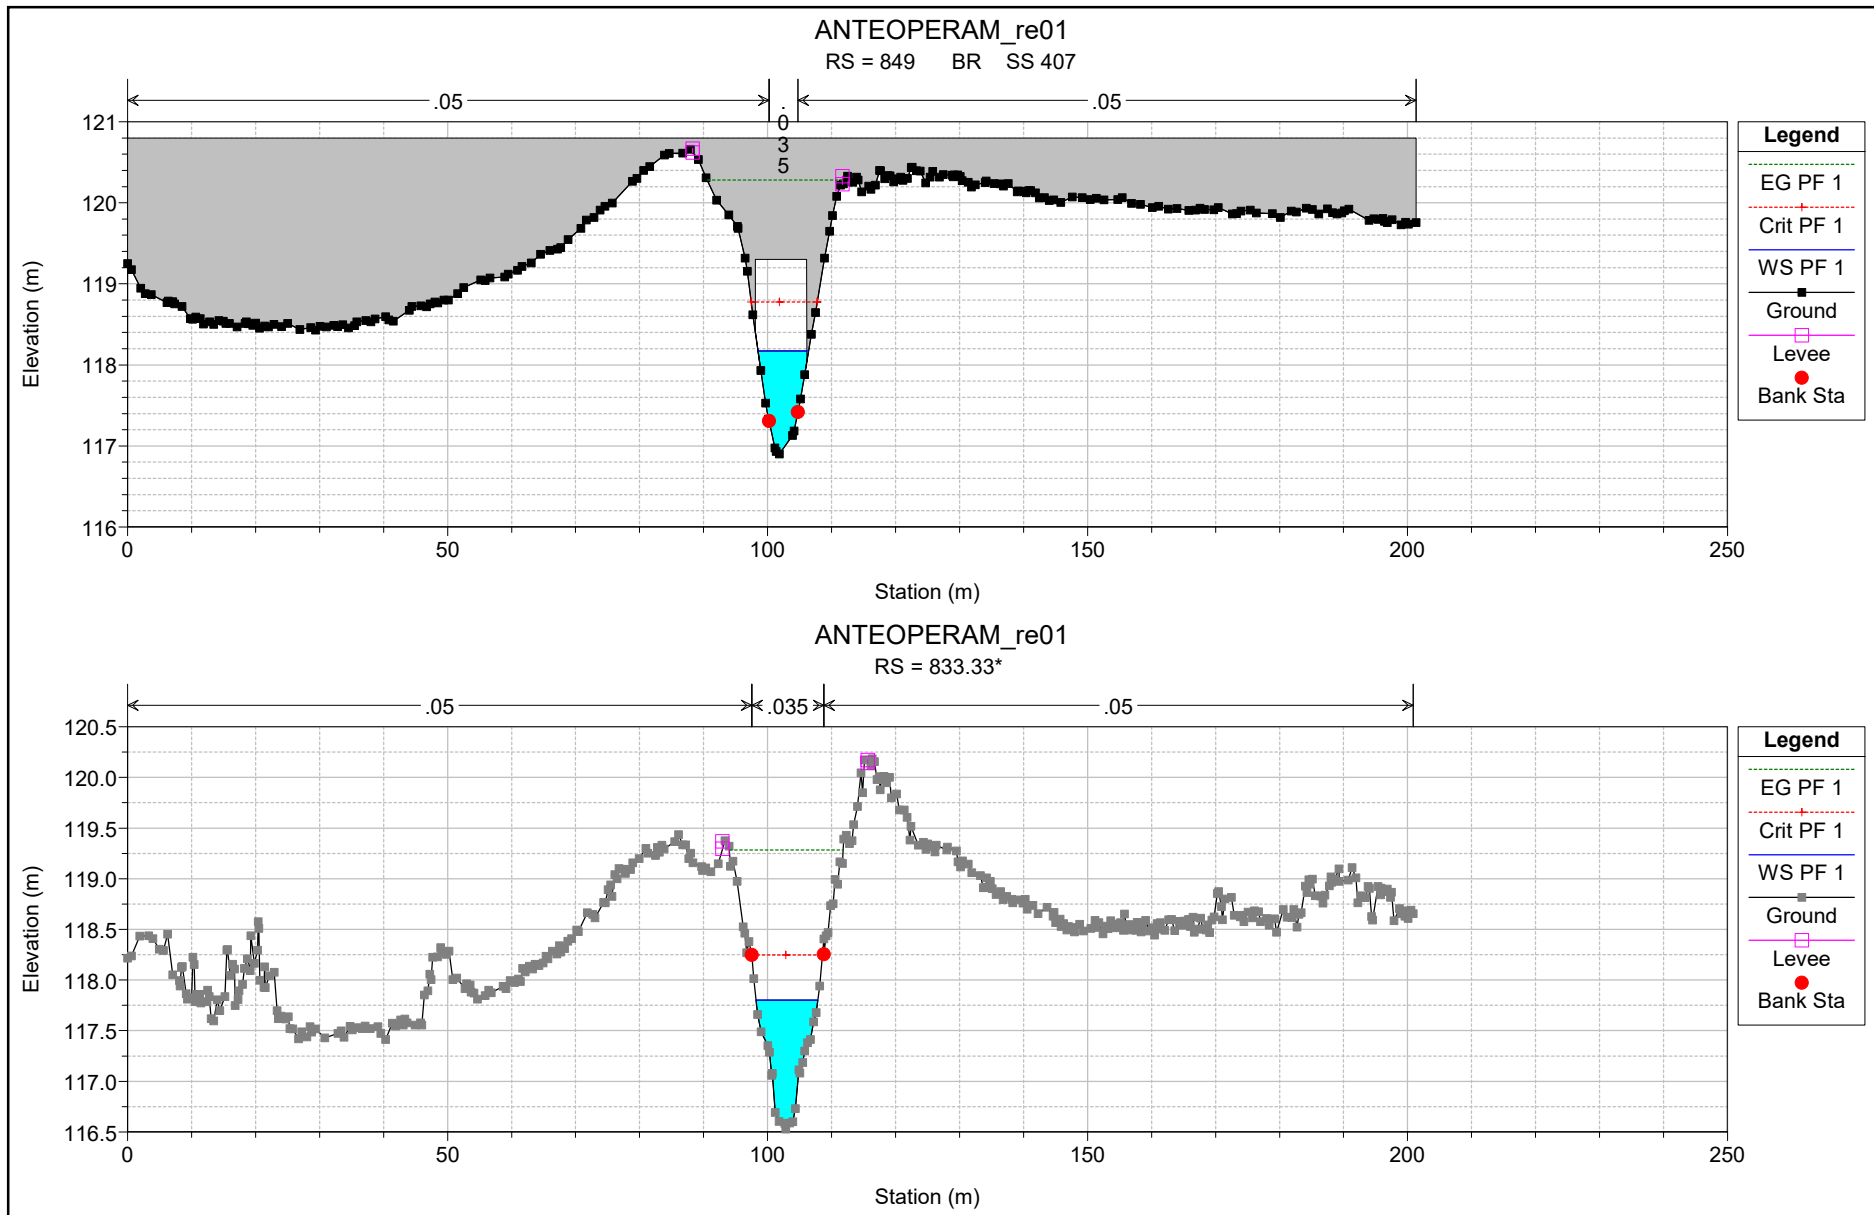 ANTEOPERAM_re01
RS = 849 BR SS 407
.05
.035
.05
121
120
119
118
117
116
Elevation (m)
0 50 100 150 200 250
Station (m)
Legend
EG PF 1
Crit PF 1
WS PF 1
Ground
Levee
Bank Sta
ANTEOPERAM_re01
RS = 833.33*
.05 .035 .05
120.5
120.0
119.5
119.0
118.5
118.0
117.5
117.0
116.5
Elevation (m)
0 50 100 150 200 250
Station (m)
Legend
EG PF 1
Crit PF 1
WS PF 1
Ground
Levee
Bank Sta